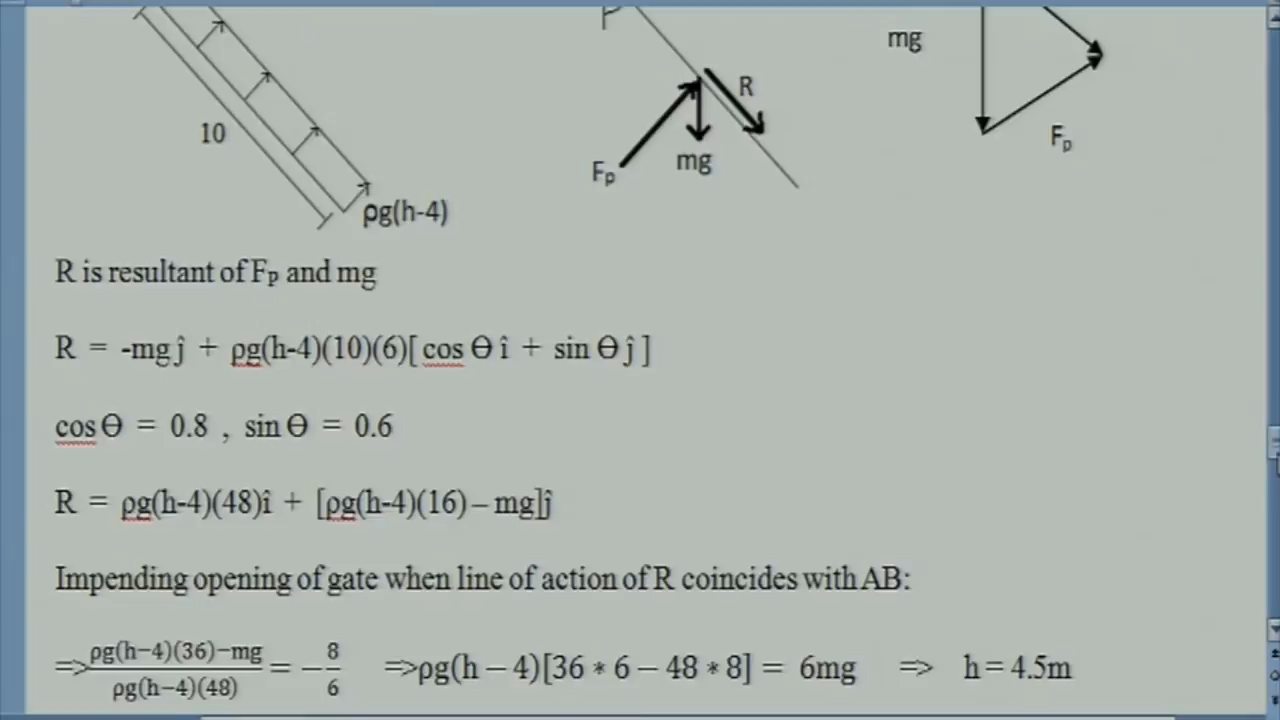 mg
R
10
Fₚ
mg
Fₚ
ρg(h-4)
R is resultant of Fₚ and mg
R = -mg ĵ + ρg(h-4)(10)(6)[ cos Ɵ î + sin Ɵ ĵ ]
cos Ɵ = 0.8 , sin Ɵ = 0.6
R = ρg(h-4)(48)î + [ρg(h-4)(16) – mg]ĵ
Impending opening of gate when line of action of R coincides with AB:
=> ρg(h−4)(36)−mg / ρg(h−4)(48) = − 8/6 => ρg(h − 4)[36 ∗ 6 − 48 ∗ 8] = 6mg => h = 4.5m